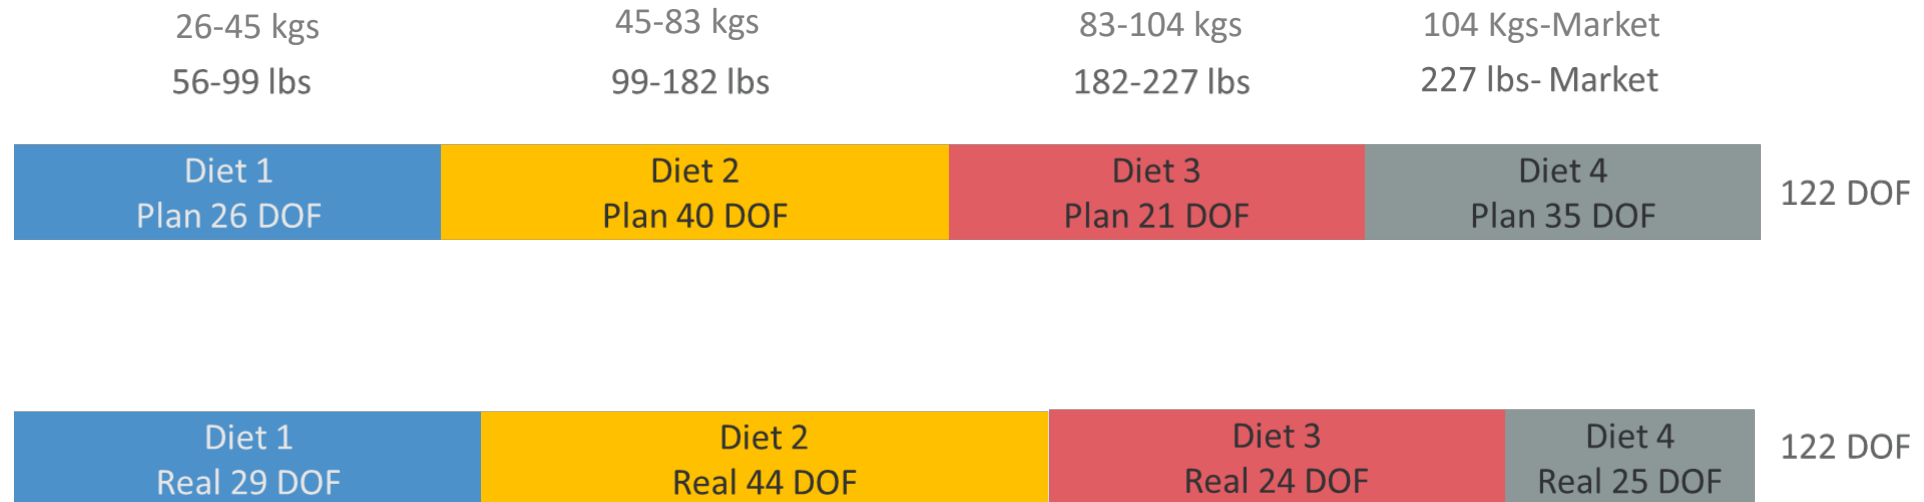 26-45 kgs
45-83 kgs
83-104 kgs
104 Kgs-Market
56-99 lbs
99-182 lbs
182-227 lbs
227 lbs- Market
Diet 1
Plan 26 DOF
Diet 2
Plan 40 DOF
Diet 3
Plan 21 DOF
Diet 4
Plan 35 DOF
122 DOF
Diet 1
Real 29 DOF
Diet 2
Real 44 DOF
Diet 3
Real 24 DOF
Diet 4
Real 25 DOF
122 DOF